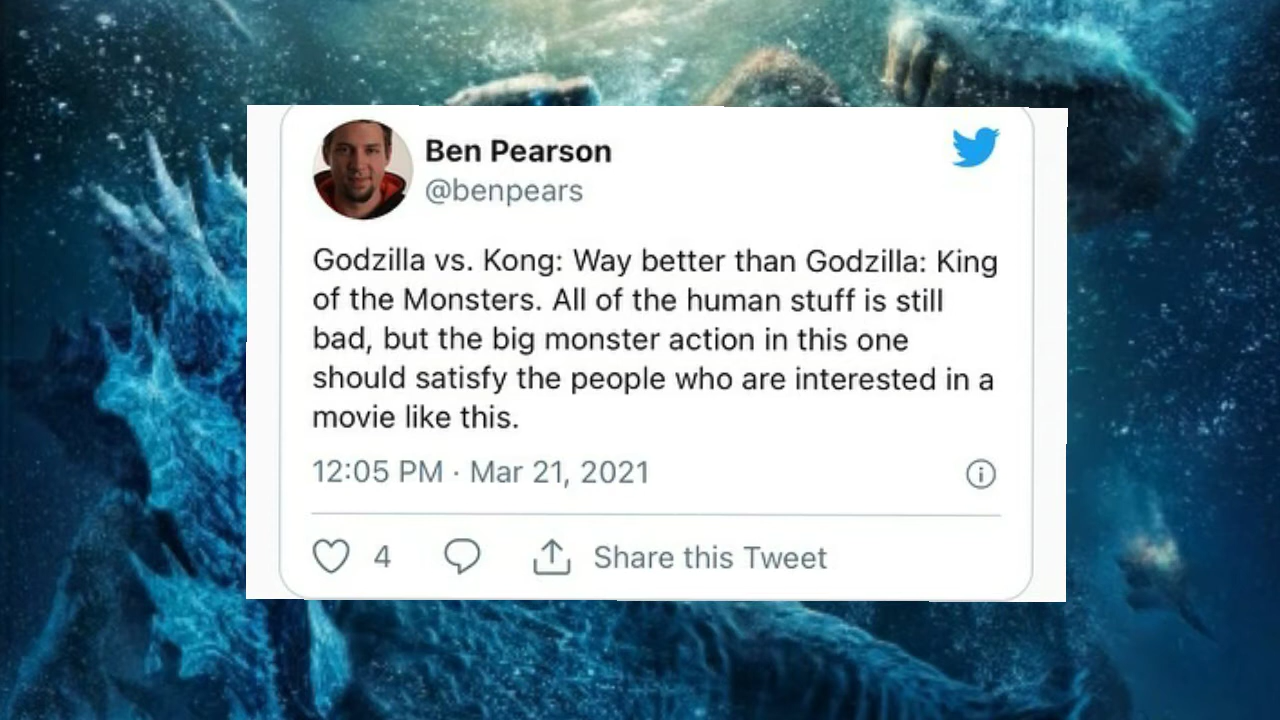 Ben Pearson
@benpears
Godzilla vs. Kong: Way better than Godzilla: King
of the Monsters. All of the human stuff is still
bad, but the big monster action in this one
should satisfy the people who are interested in a
movie like this.
12:05 PM · Mar 21, 2021
4
Share this Tweet